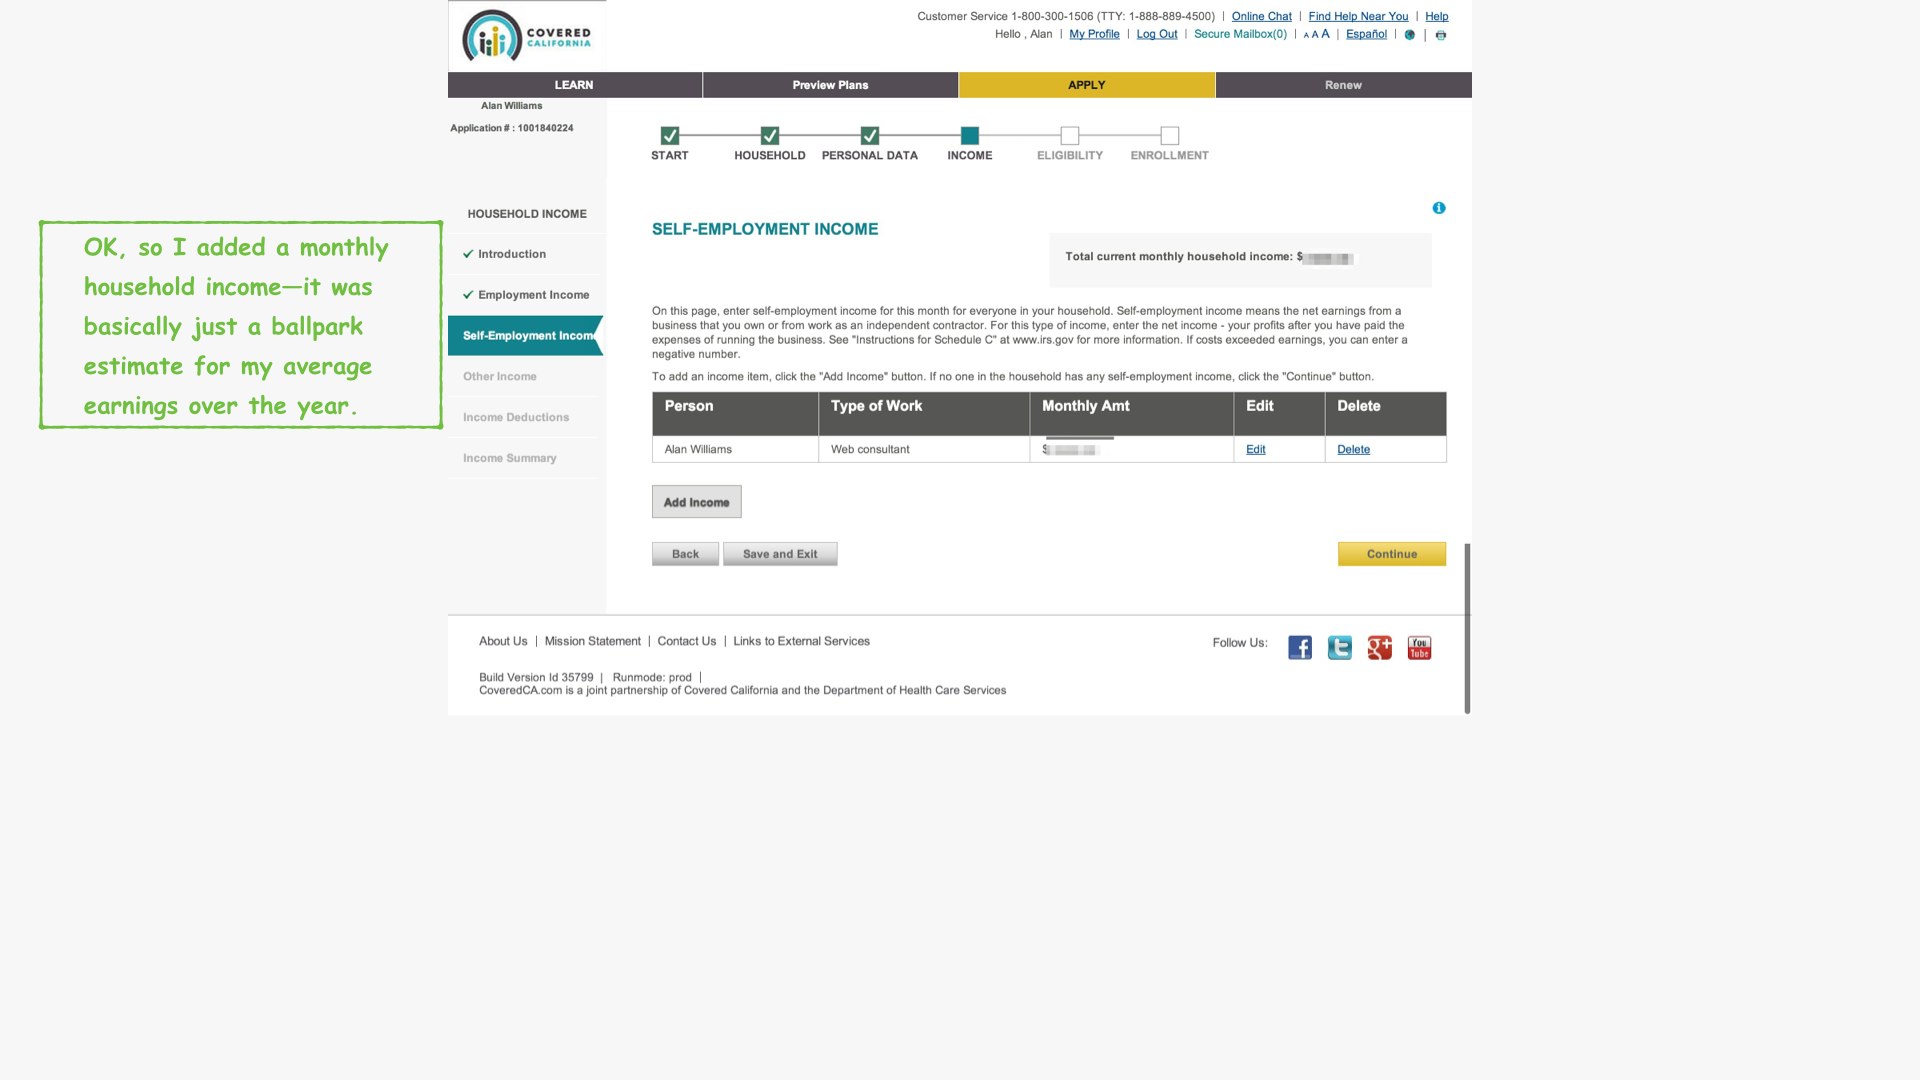 COVERED
CALIFORNIA
Customer Service 1-800-300-1506 (TTY: 1-888-889-4500) | Online Chat | Find Help Near You | Help
Hello , Alan | My Profile | Log Out | Secure Mailbox(0) | A A A | Español |
LEARN Preview Plans APPLY Renew
Alan Williams
Application # : 1001840224
START HOUSEHOLD PERSONAL DATA INCOME ELIGIBILITY ENROLLMENT
OK, so I added a monthly
household income—it was
basically just a ballpark
estimate for my average
earnings over the year.
HOUSEHOLD INCOME
Introduction
Employment Income
Self-Employment Incom
Other Income
Income Deductions
Income Summary
SELF-EMPLOYMENT INCOME
Total current monthly household income: $
On this page, enter self-employment income for this month for everyone in your household. Self-employment income means the net earnings from a
business that you own or from work as an independent contractor. For this type of income, enter the net income - your profits after you have paid the
expenses of running the business. See "Instructions for Schedule C" at www.irs.gov for more information. If costs exceeded earnings, you can enter a
negative number.
To add an income item, click the "Add Income" button. If no one in the household has any self-employment income, click the "Continue" button.
Person Type of Work Monthly Amt Edit Delete
Alan Williams Web consultant $ Edit Delete
Add Income
Back Save and Exit Continue
About Us | Mission Statement | Contact Us | Links to External Services
Follow Us:
You
Tube
Build Version Id 35799 | Runmode: prod |
CoveredCA.com is a joint partnership of Covered California and the Department of Health Care Services